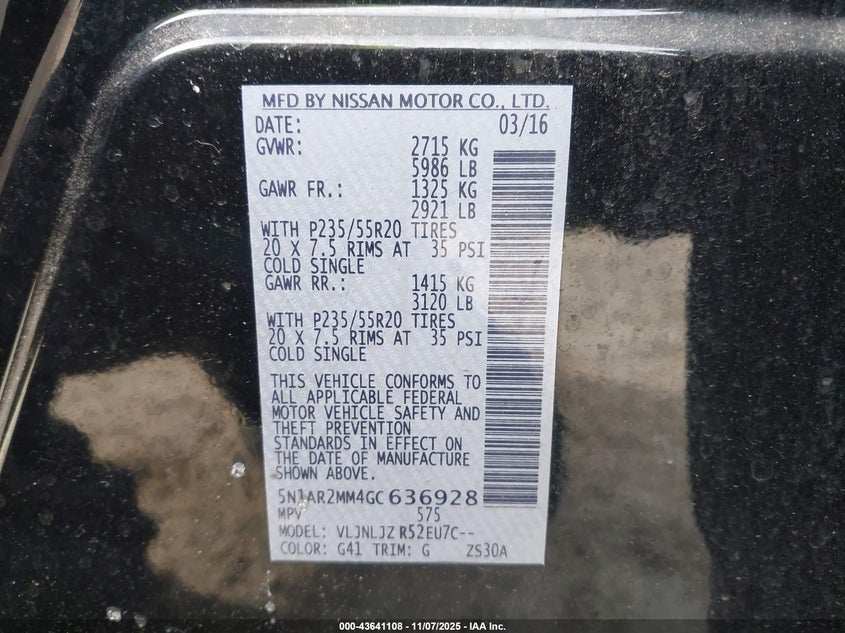 MFD BY NISSAN MOTOR CO., LTD.
DATE: 03/16
GVWR: 2715 KG
5986 LB
GAWR FR.: 1325 KG
2921 LB
WITH P235/55R20 TIRES
20 X 7.5 RIMS AT 35 PSI
COLD SINGLE
GAWR RR.: 1415 KG
3120 LB
WITH P235/55R20 TIRES
20 X 7.5 RIMS AT 35 PSI
COLD SINGLE
THIS VEHICLE CONFORMS TO
ALL APPLICABLE FEDERAL
MOTOR VEHICLE SAFETY AND
THEFT PREVENTION
STANDARDS IN EFFECT ON
THE DATE OF MANUFACTURE
SHOWN ABOVE.
5N1AR2MM4GC636928
MPV 575
MODEL: VLJNLJZ R52EU7C--
COLOR: G41 TRIM: G ZS30A
000-43641108 - 11/07/2025 - IAA Inc.